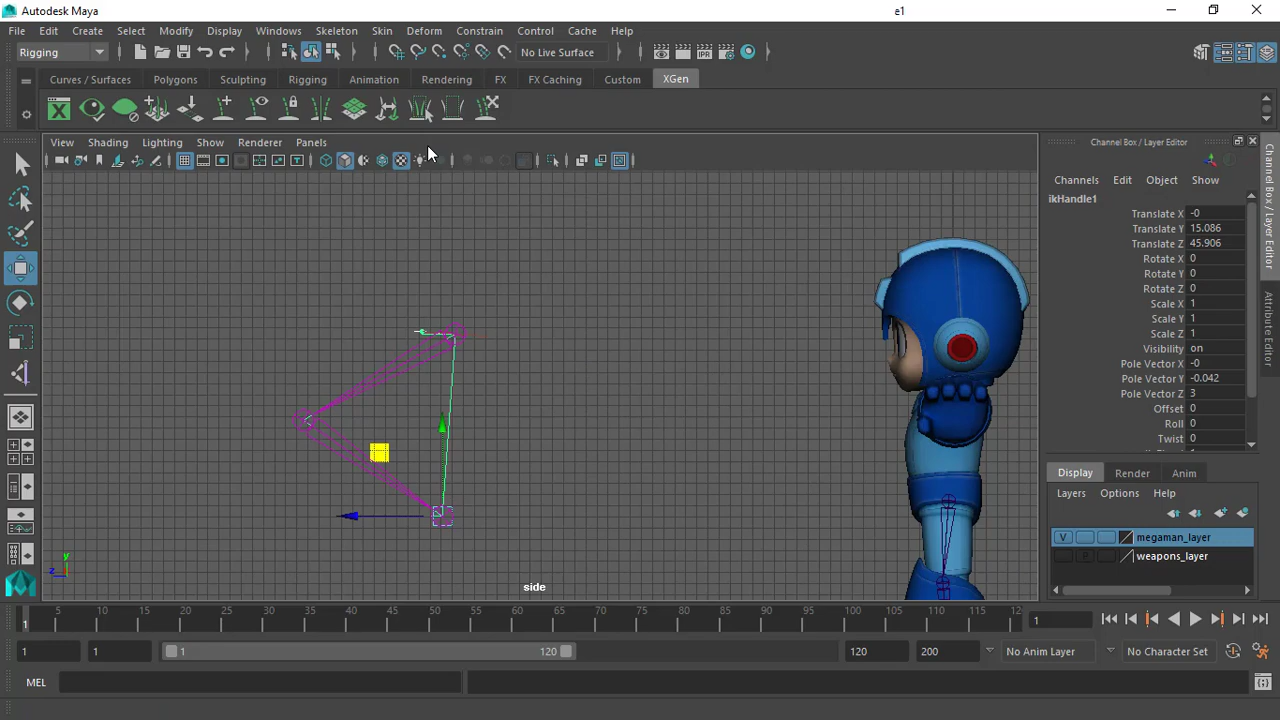 Autodesk Maya e1
File Edit Create Select Modify Display Windows Skeleton Skin Deform Constrain Control Cache Help
Rigging No Live Surface
Curves / Surfaces Polygons Sculpting Rigging Animation Rendering FX FX Caching Custom XGen
View Shading Lighting Show Renderer Panels
Channel Box / Layer Editor
Channels Edit Object Show
ikHandle1
Translate X -0
Translate Y 15.086
Translate Z 45.906
Rotate X 0
Rotate Y 0
Rotate Z 0
Scale X 1
Scale Y 1
Scale Z 1
Visibility on
Pole Vector X -0
Pole Vector Y -0.042
Pole Vector Z 3
Offset 0
Roll 0
Twist 0
Display Render Anim
Layers Options Help
V megaman_layer
weapons_layer
Channel Box / Layer Editor
Attribute Editor
y
z
side
5 10 15 20 25 30 35 40 45 50 55 60 65 70 75 80 85 90 95 100 105 110 115 12
1 1
1 1 1 120 120 200 No Anim Layer No Character Set
MEL
IPR